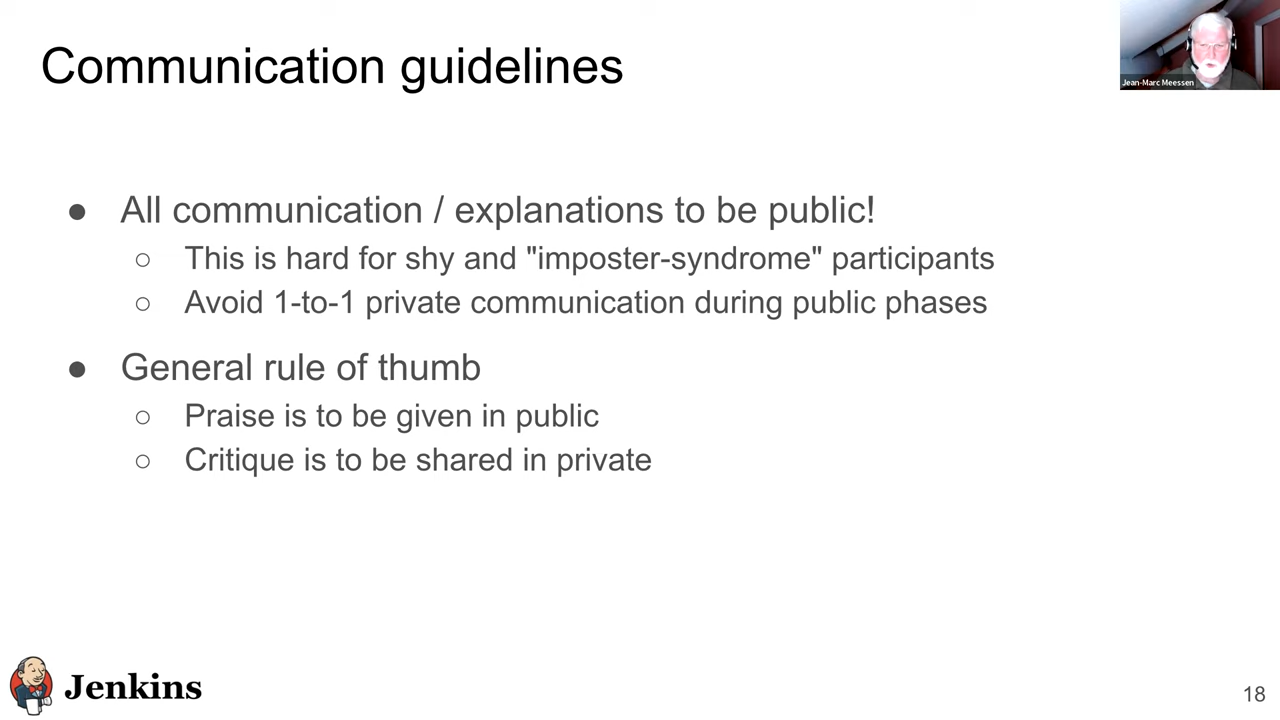 Communication guidelines
Jean-Marc Meessen
● All communication / explanations to be public!
○ This is hard for shy and "imposter-syndrome" participants
○ Avoid 1-to-1 private communication during public phases
● General rule of thumb
○ Praise is to be given in public
○ Critique is to be shared in private
Jenkins
18